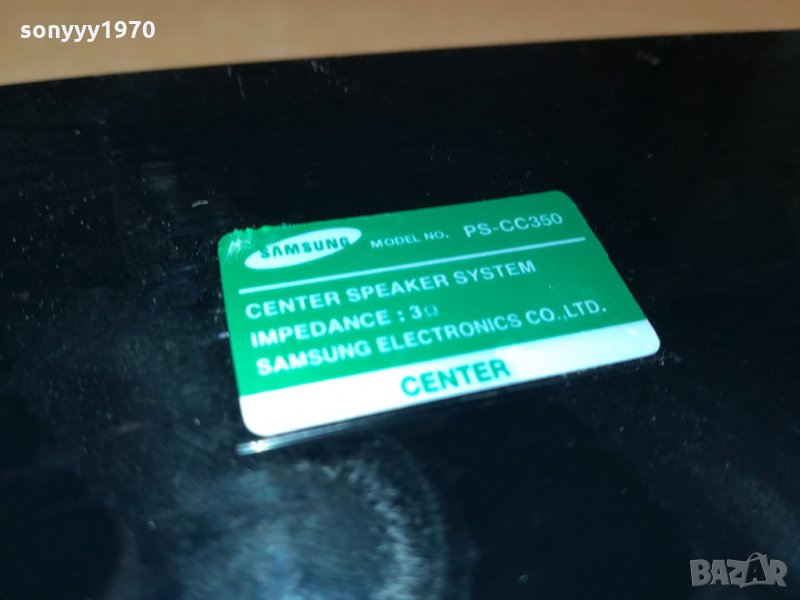 sonyyy1970
SAMSUNG MODEL NO. PS-CC350
CENTER SPEAKER SYSTEM
IMPEDANCE : 3Ω
SAMSUNG ELECTRONICS CO.,LTD.
CENTER
BAZAR